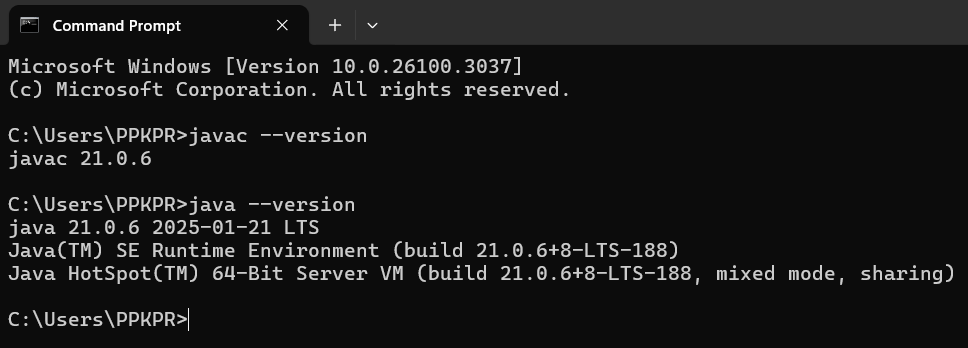 Command Prompt
Microsoft Windows [Version 10.0.26100.3037]
(c) Microsoft Corporation. All rights reserved.
C:\Users\PPKPR>javac --version
javac 21.0.6
C:\Users\PPKPR>java --version
java 21.0.6 2025-01-21 LTS
Java(TM) SE Runtime Environment (build 21.0.6+8-LTS-188)
Java HotSpot(TM) 64-Bit Server VM (build 21.0.6+8-LTS-188, mixed mode, sharing)
C:\Users\PPKPR>